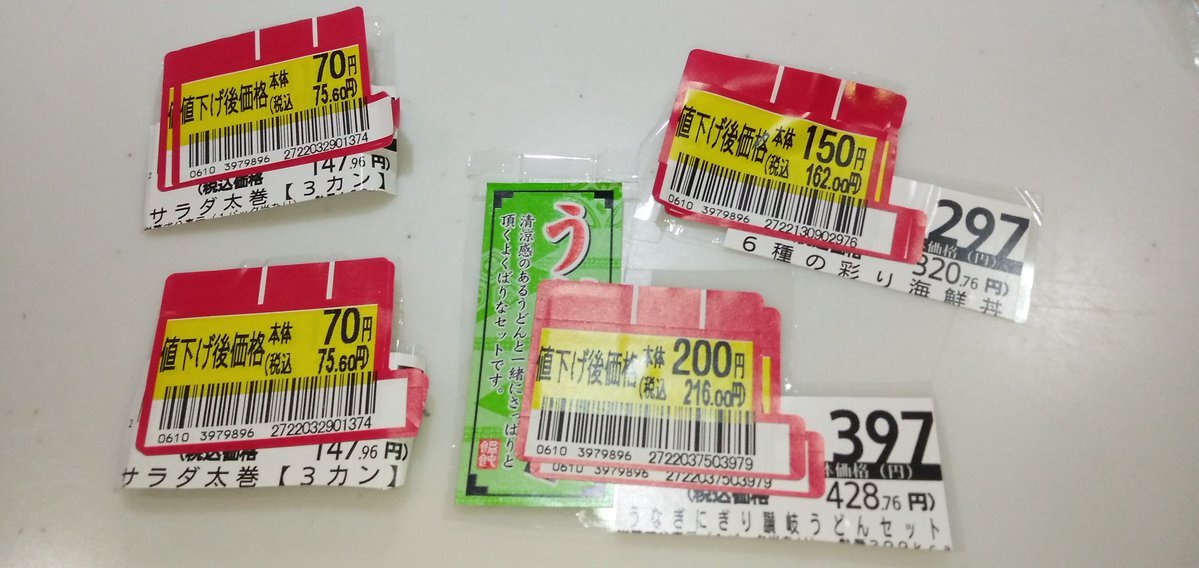 値下げ後価格 本体 70円
(税込 75.60円)
0610 3979896 2722032901374
(税込価格 147.96 円)
サラダ太巻【3カン】
値下げ後価格 本体 150円
(税込 162.00円)
0610 3979896 2722130902976
297
本体価格 (円)
320.76 円)
6種の彩り海鮮丼
値下げ後価格 本体 70円
(税込 75.60円)
0610 3979896 2722032901374
(税込価格 147.96 円)
サラダ太巻【3カン】
う
清涼感のあるうどんと一緒にさっぱりと
頂くよくばりなセットです。
値下げ後価格 本体 200円
(税込 216.00円)
0610 3979896 2722037503979
0610 3979896 2722037503979
397
本体価格 (円)
(税込価格 428.76 円)
うなぎにぎり讃岐うどんセット